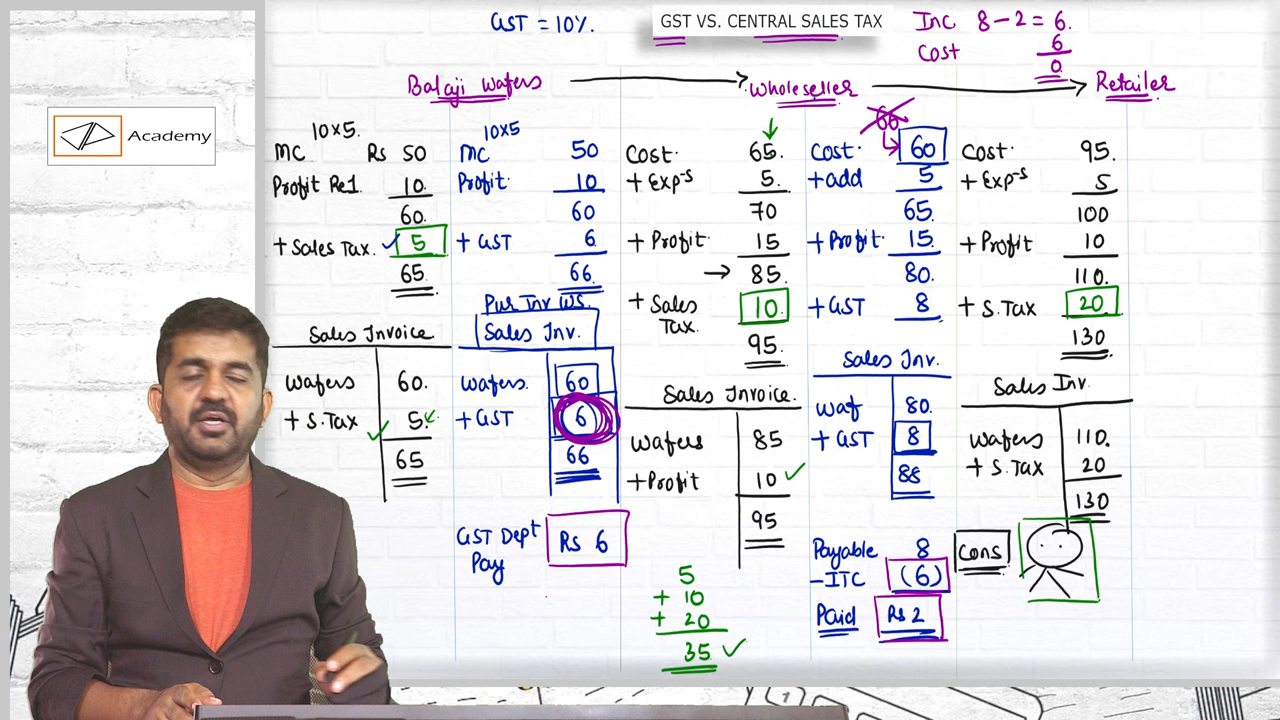 GST = 10%.
GST VS. CENTRAL SALES TAX
Inc 8 - 2 = 6.
Cost 6
0
Balaji Wafers
Wholeseller
Retailer
Academy
10x5.
MC Rs 50
Profit Re1 10.
60.
+ Sales Tax. 5
65.
Sales Invoice
Wafers 60.
+ S.Tax 5.
65
10x5
MC 50
Profit 10
60
+ GST 6
66.
Pur Inv WS.
Sales Inv.
Wafers. 60
+ GST 6
66
GST Dept Rs 6
Pay
Cost. 65.
+ Exp-s 5.
70
+ Profit 15
→ 85.
+ Sales 10.
Tax.
95.
Sales Invoice.
Wafers 85
+ Profit 10
95
5
+ 10
+ 20
35
66
Cost. 60
+ add 5
65.
+ Profit 15.
80.
+ GST 8
Sales Inv.
Waf 80.
+ GST 8
88
Payable 8
- ITC (6)
Paid Rs 2
Cost. 95.
+ Exp-s 5
100
+ Profit 10
110.
+ S.Tax 20
130
Sales Inv.
Wafers 110.
+ S.Tax 20
130
Cons